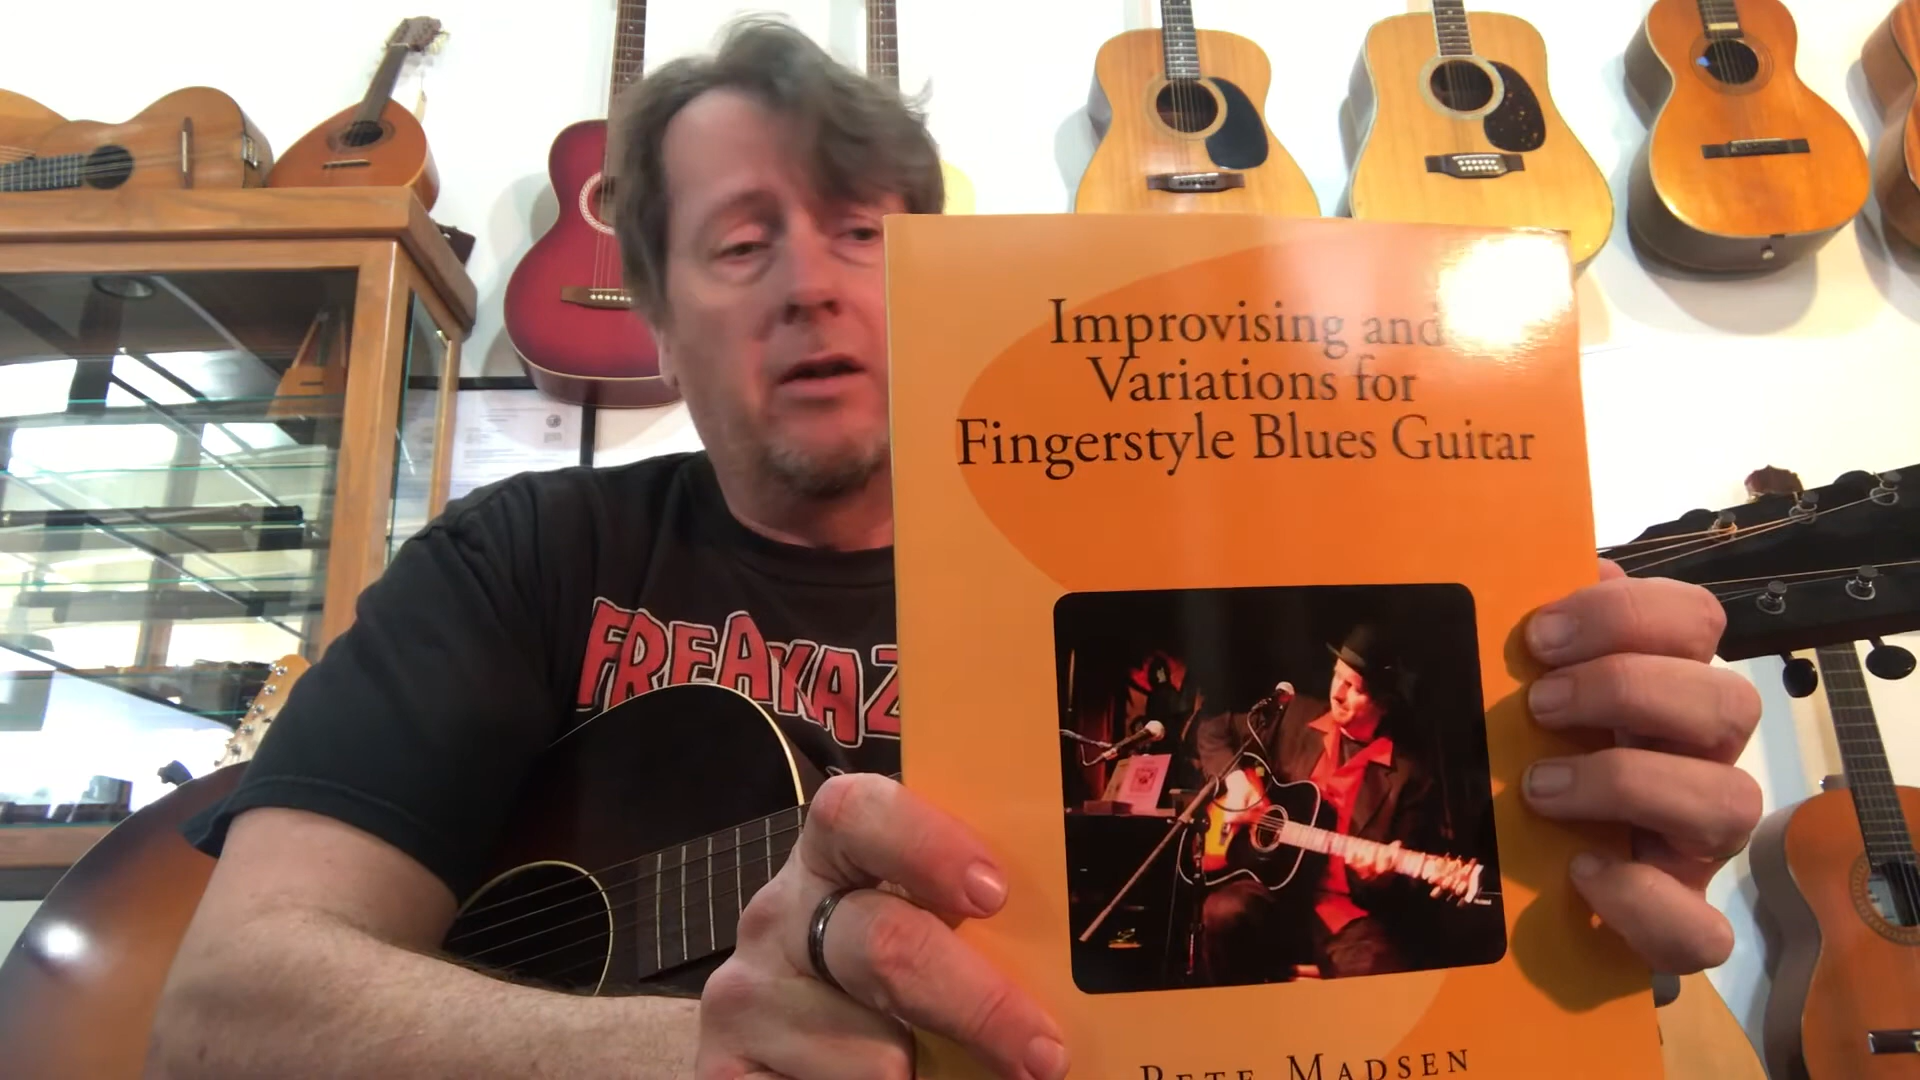 Improvising and
Variations for
Fingerstyle Blues Guitar
FREAKAZ
PETE MADSEN